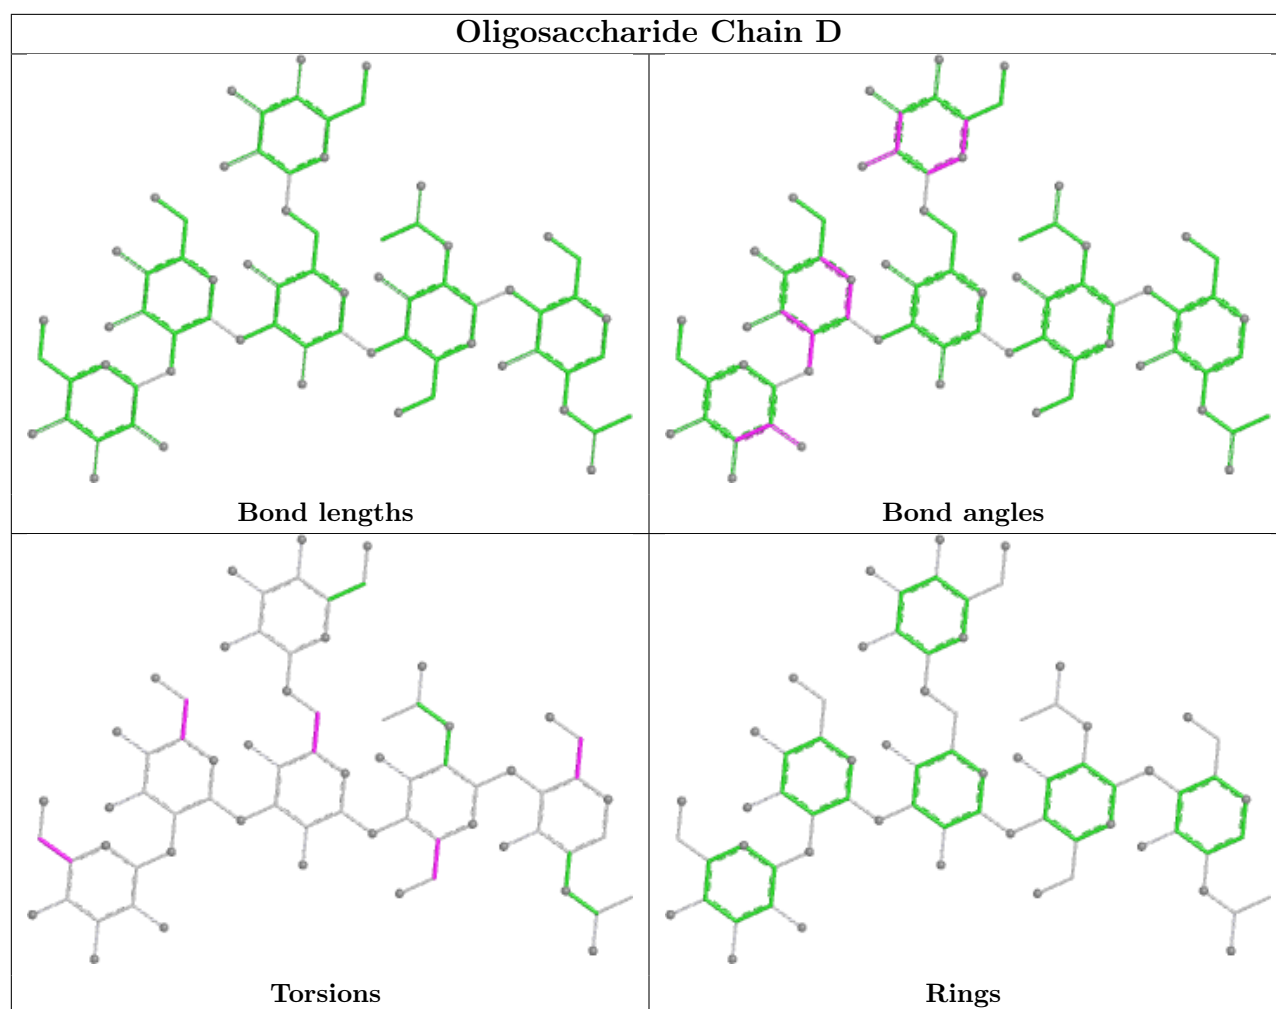 Oligosaccharide Chain D
Bond lengths
Bond angles
Torsions
Rings